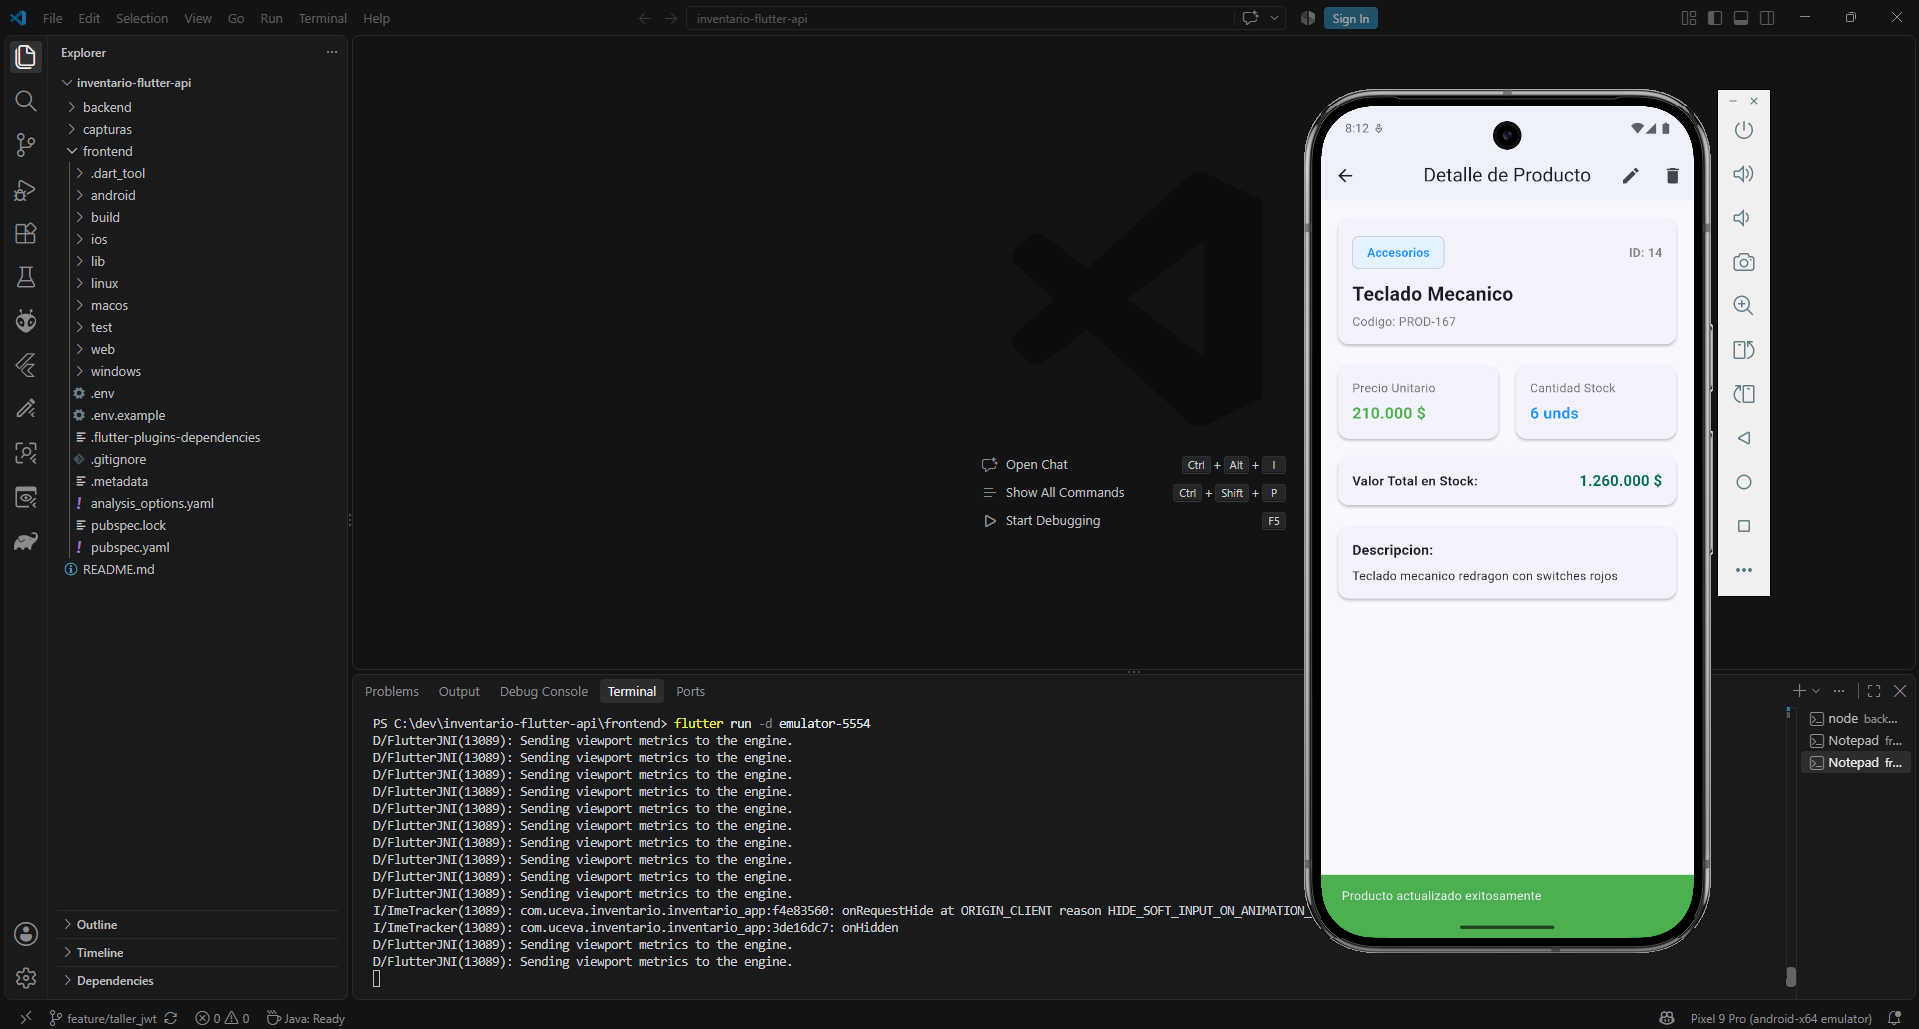 File Edit Selection View Go Run Terminal Help
inventario-flutter-api
Sign In
Explorer
inventario-flutter-api
backend
capturas
frontend
.dart_tool
android
build
ios
lib
linux
macos
test
web
windows
.env
.env.example
.flutter-plugins-dependencies
.gitignore
.metadata
analysis_options.yaml
pubspec.lock
pubspec.yaml
README.md
Outline
Timeline
Dependencies
Open Chat Ctrl + Alt + I
Show All Commands Ctrl + Shift + P
Start Debugging F5
8:12
Detalle de Producto
Accesorios
ID: 14
Teclado Mecanico
Codigo: PROD-167
Precio Unitario
210.000 $
Cantidad Stock
6 unds
Valor Total en Stock: 1.260.000 $
Descripcion:
Teclado mecanico redragon con switches rojos
Producto actualizado exitosamente
Problems Output Debug Console Terminal Ports
PS C:\dev\inventario-flutter-api\frontend> flutter run -d emulator-5554
D/FlutterJNI(13089): Sending viewport metrics to the engine.
D/FlutterJNI(13089): Sending viewport metrics to the engine.
D/FlutterJNI(13089): Sending viewport metrics to the engine.
D/FlutterJNI(13089): Sending viewport metrics to the engine.
D/FlutterJNI(13089): Sending viewport metrics to the engine.
D/FlutterJNI(13089): Sending viewport metrics to the engine.
D/FlutterJNI(13089): Sending viewport metrics to the engine.
D/FlutterJNI(13089): Sending viewport metrics to the engine.
D/FlutterJNI(13089): Sending viewport metrics to the engine.
D/FlutterJNI(13089): Sending viewport metrics to the engine.
I/ImeTracker(13089): com.uceva.inventario.inventario_app:f4e83560: onRequestHide at ORIGIN_CLIENT reason HIDE_SOFT_INPUT_ON_ANIMATION_
I/ImeTracker(13089): com.uceva.inventario.inventario_app:3de16dc7: onHidden
D/FlutterJNI(13089): Sending viewport metrics to the engine.
D/FlutterJNI(13089): Sending viewport metrics to the engine.
node back...
Notepad fr...
Notepad fr...
feature/taller_jwt 0 0 Java: Ready
Pixel 9 Pro (android-x64 emulator)